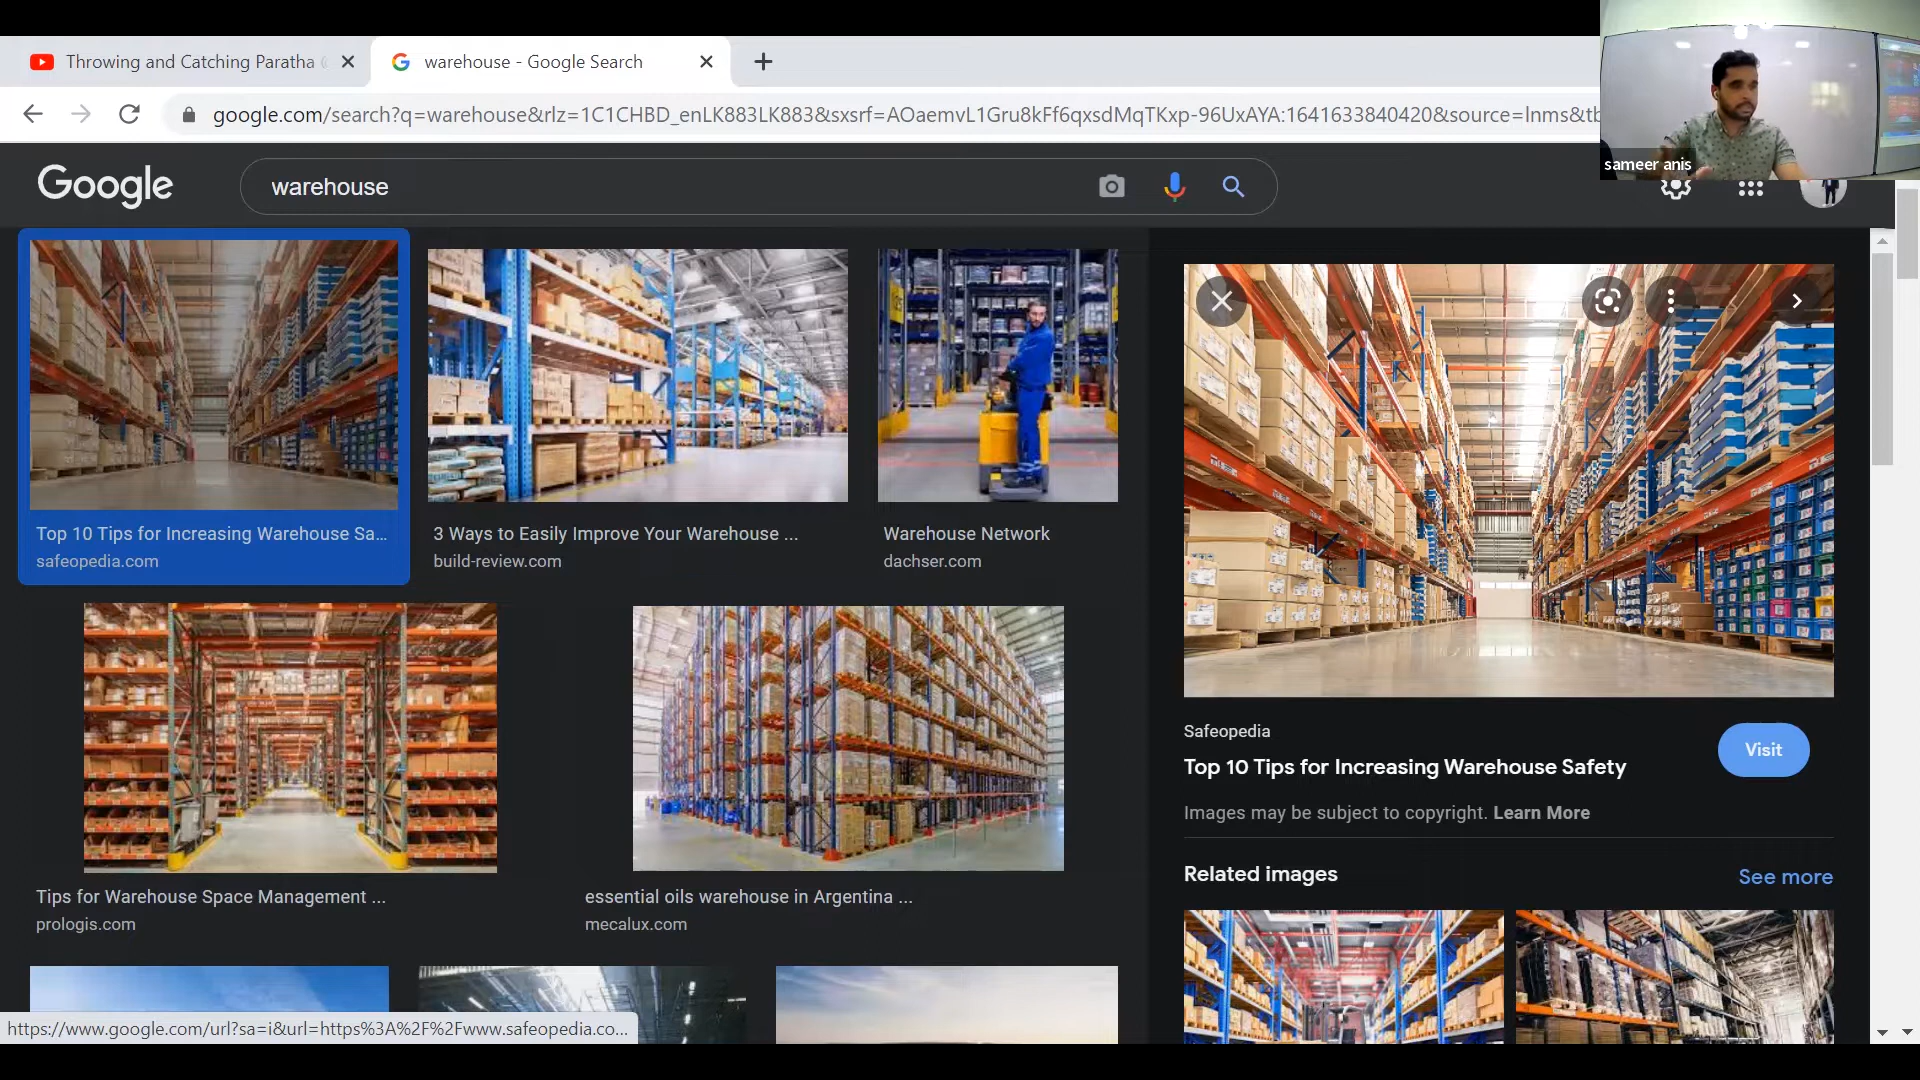 Throwing and Catching Paratha
warehouse - Google Search
google.com/search?q=warehouse&rlz=1C1CHBD_enLK883LK883&sxsrf=AOaemvL1Gru8kFf6qxsdMqTKxp-96UxAYA:1641633840420&source=lnms&tb
sameer anis
Google
warehouse
Top 10 Tips for Increasing Warehouse Sa...
safeopedia.com
3 Ways to Easily Improve Your Warehouse ...
build-review.com
Warehouse Network
dachser.com
Safeopedia
Visit
Top 10 Tips for Increasing Warehouse Safety
Images may be subject to copyright. Learn More
Related images
See more
Tips for Warehouse Space Management ...
prologis.com
essential oils warehouse in Argentina ...
mecalux.com
https://www.google.com/url?sa=i&url=https%3A%2F%2Fwww.safeopedia.co...